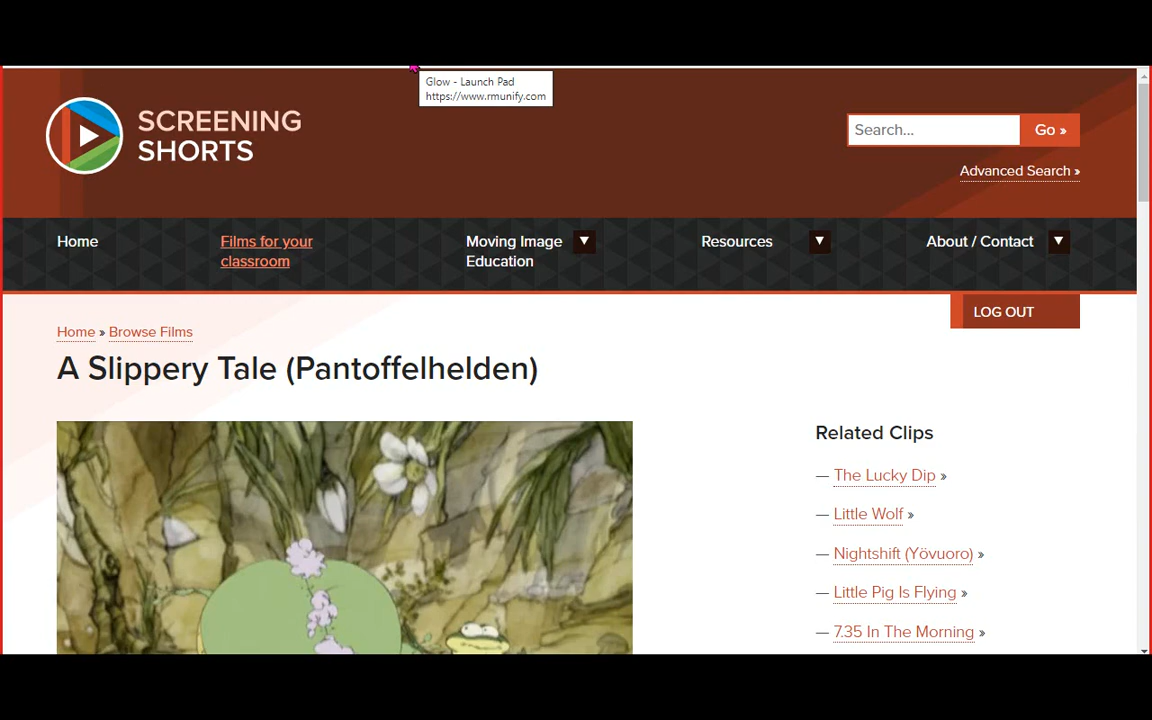 Glow - Launch Pad
https://www.rmunify.com
SCREENING
SHORTS
Search...
Go »
Advanced Search »
Home
Films for your
classroom
Moving Image
Education
Resources
About / Contact
LOG OUT
Home » Browse Films
A Slippery Tale (Pantoffelhelden)
Related Clips
— The Lucky Dip »
— Little Wolf »
— Nightshift (Yövuoro) »
— Little Pig Is Flying »
— 7.35 In The Morning »